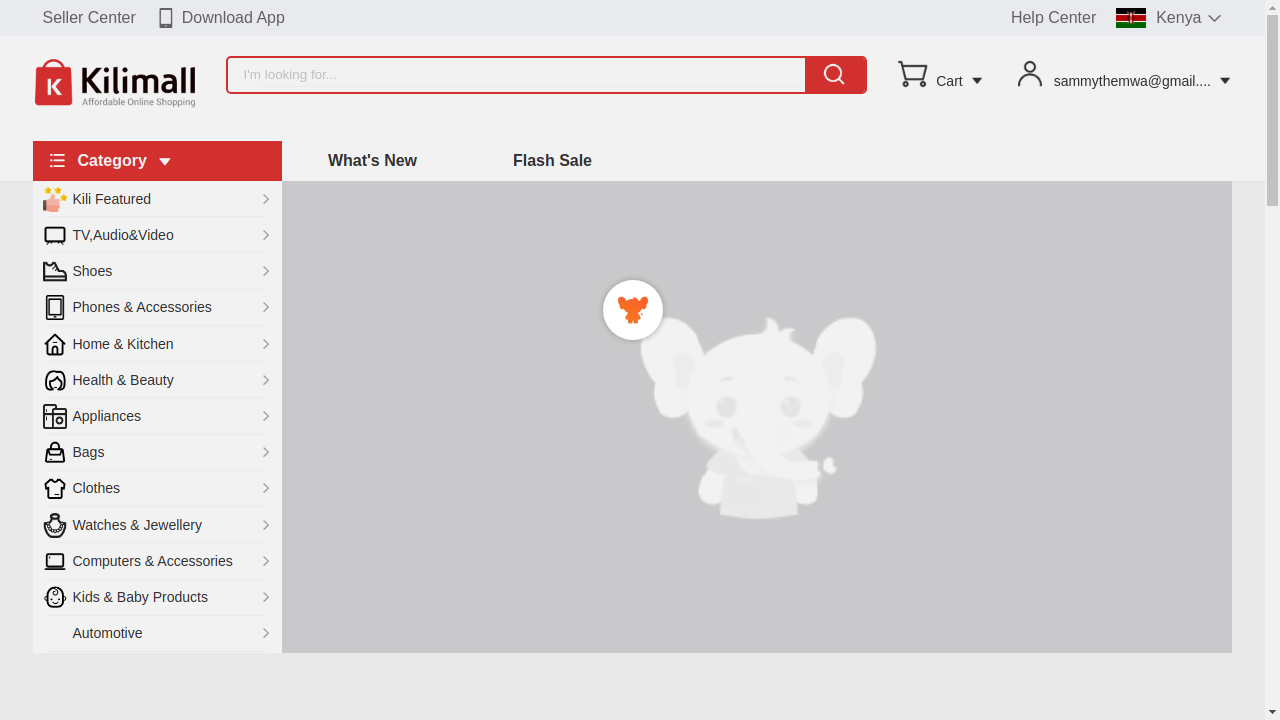 Seller Center
Download App
Help Center
Kenya
Kilimall
Affordable Online Shopping
I'm looking for...
Cart
sammythemwa@gmail....
Category
What's New
Flash Sale
Kili Featured
TV,Audio&Video
Shoes
Phones & Accessories
Home & Kitchen
Health & Beauty
Appliances
Bags
Clothes
Watches & Jewellery
Computers & Accessories
Kids & Baby Products
Automotive